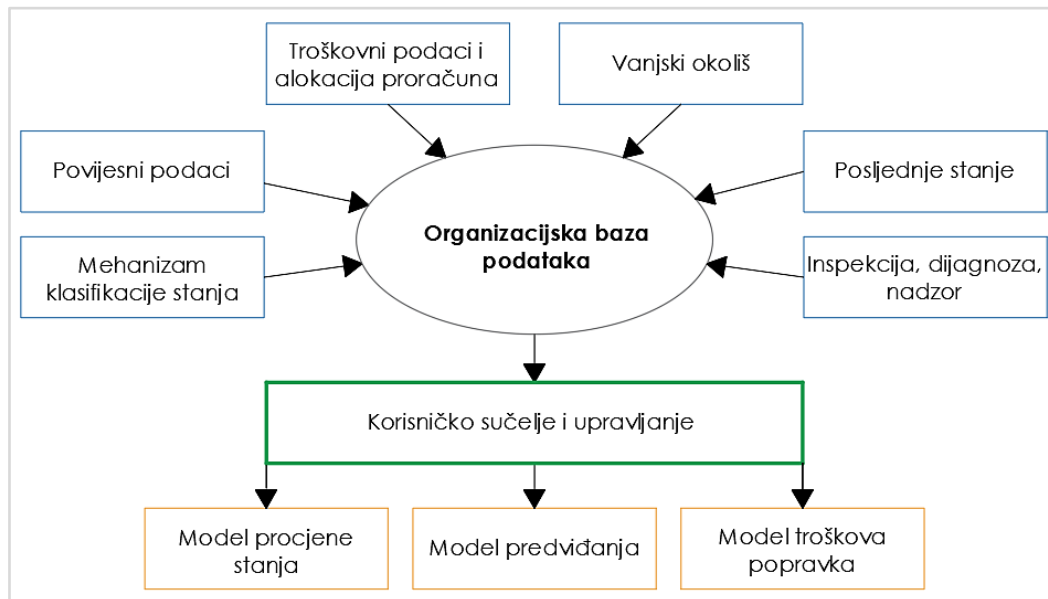 Troškovni podaci i
alokacija proračuna
Vanjski okoliš
Povijesni podaci
Posljednje stanje
Organizacijska baza
podataka
Mehanizam
klasifikacije stanja
Inspekcija, dijagnoza,
nadzor
Korisničko sučelje i upravljanje
Model procjene
stanja
Model predviđanja
Model troškova
popravka